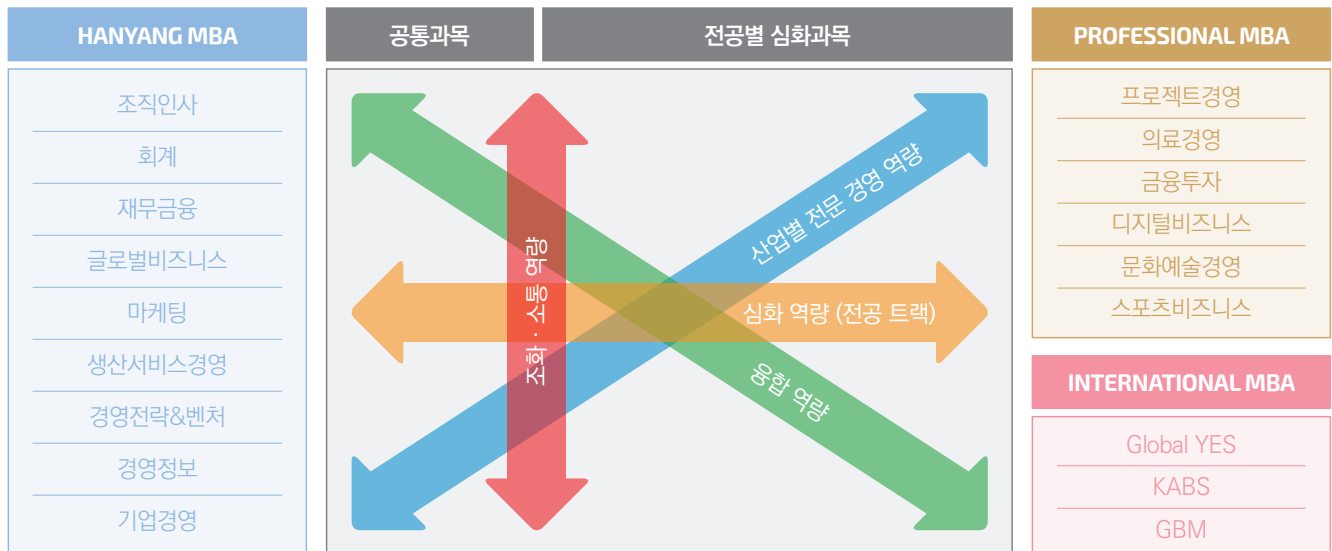 HANYANG MBA
조직인사
회계
재무금융
글로벌비즈니스
마케팅
생산서비스경영
경영전략&벤처
경영정보
기업경영
공통과목
전공별 심화과목
조화 · 소통 역량
산업별 전문 경영 역량
심화 역량 (전공 트랙)
융합 역량
PROFESSIONAL MBA
프로젝트경영
의료경영
금융투자
디지털비즈니스
문화예술경영
스포츠비즈니스
INTERNATIONAL MBA
Global YES
KABS
GBM